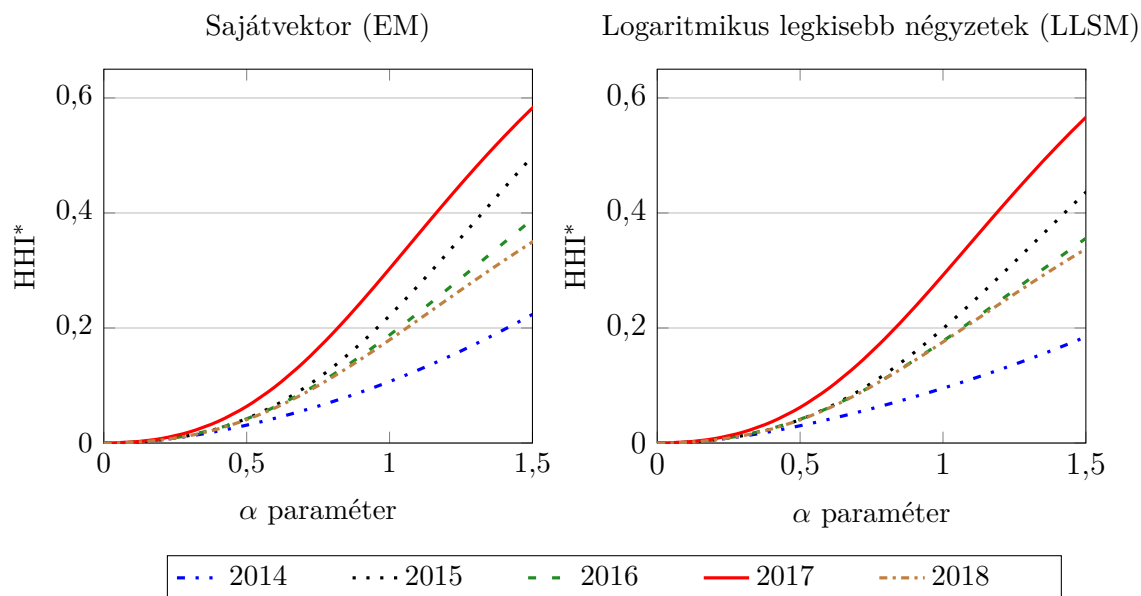 Sajátvektor (EM)
0,6
0,4
0,2
0
0
0,5
1
1,5
HHI*
α paraméter
Logaritmikus legkisebb négyzetek (LLSM)
0,6
0,4
0,2
0
0
0,5
1
1,5
HHI*
α paraméter
2014 2015 2016 2017 2018